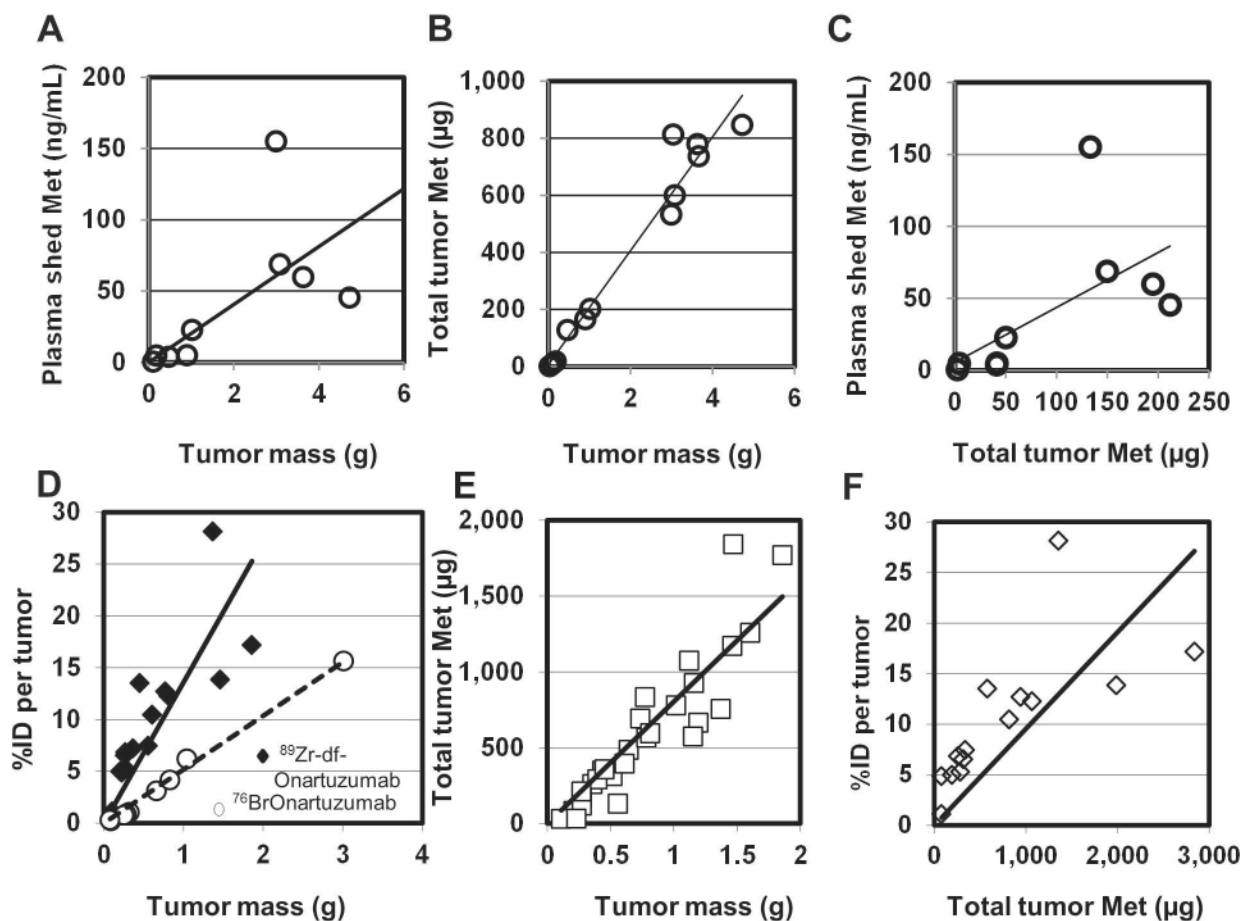 A
Plasma shed Met (ng/mL)
200
150
100
50
0
0 2 4 6
Tumor mass (g)
B
Total tumor Met (µg)
1,000
800
600
400
200
0
0 2 4 6
Tumor mass (g)
C
Plasma shed Met (ng/mL)
200
150
100
50
0
0 50 100 150 200 250
Total tumor Met (µg)
D
%ID per tumor
30
25
20
15
10
5
0
0 1 2 3 4
89Zr-df-
Onartuzumab
76BrOnartuzumab
Tumor mass (g)
E
Total tumor Met (µg)
2,000
1,500
1,000
500
0
0 0.5 1 1.5 2
Tumor mass (g)
F
%ID per tumor
30
25
20
15
10
5
0
0 1,000 2,000 3,000
Total tumor Met (µg)